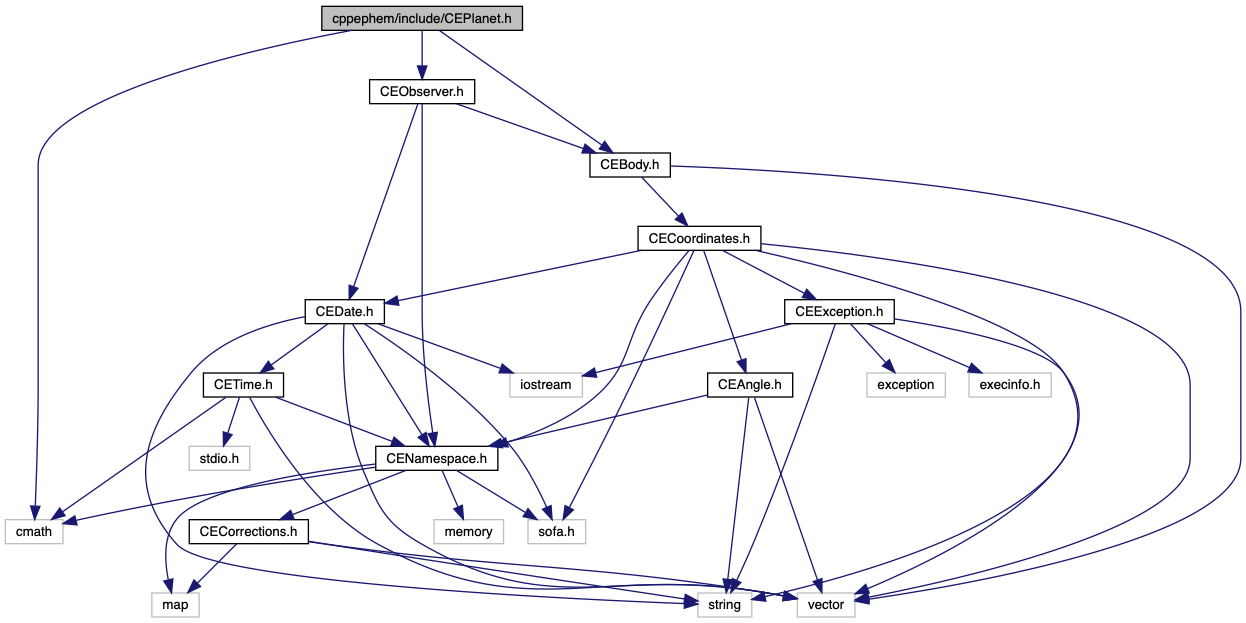 cppephem/include/CEPlanet.h
CEObserver.h
CEBody.h
CECoordinates.h
CEDate.h
CEException.h
CETime.h
iostream
CEAngle.h
exception
execinfo.h
stdio.h
CENamespace.h
cmath
CECorrections.h
memory
sofa.h
map
string
vector